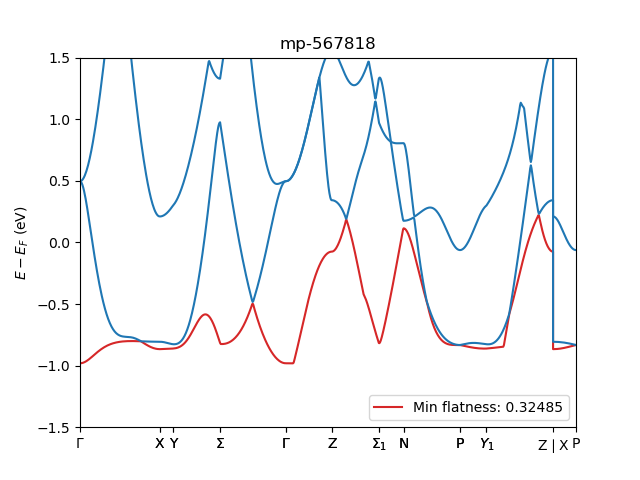 mp-567818
E − E_F (eV)
1.5
1.0
0.5
0.0
−0.5
−1.0
−1.5
Min flatness: 0.32485
Γ X Y Σ Γ Z Σ₁ N P Y₁ Z | X P